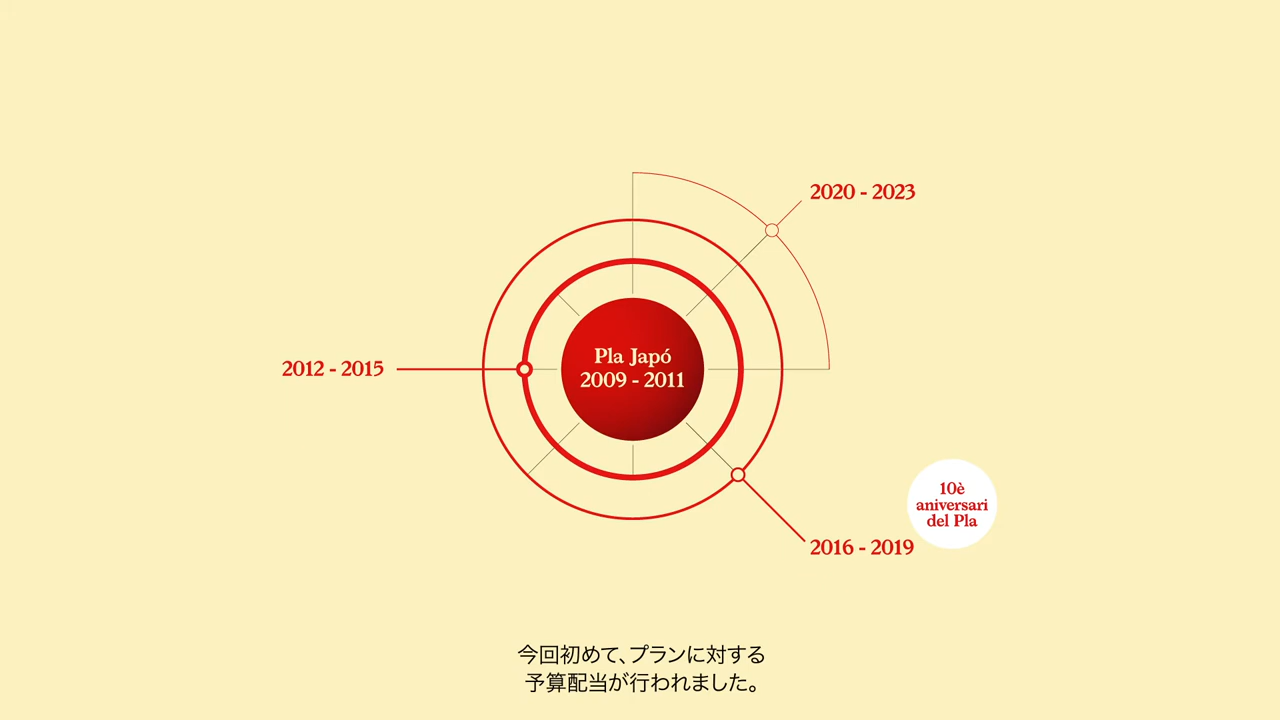 2020 - 2023
Pla Japó
2009 - 2011
2012 - 2015
10è
aniversari
del Pla
2016 - 2019
今回初めて、プランに対する
予算配当が行われました。